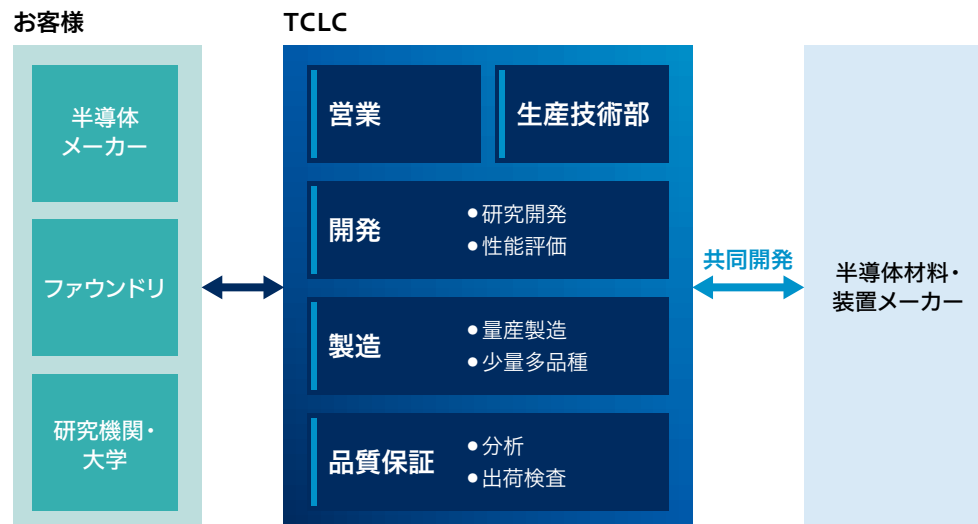 お客様
半導体
メーカー
ファウンドリ
研究機関・
大学
TCLC
営業
生産技術部
開発
●研究開発
●性能評価
製造
●量産製造
●少量多品種
品質保証
●分析
●出荷検査
共同開発
半導体材料・
装置メーカー